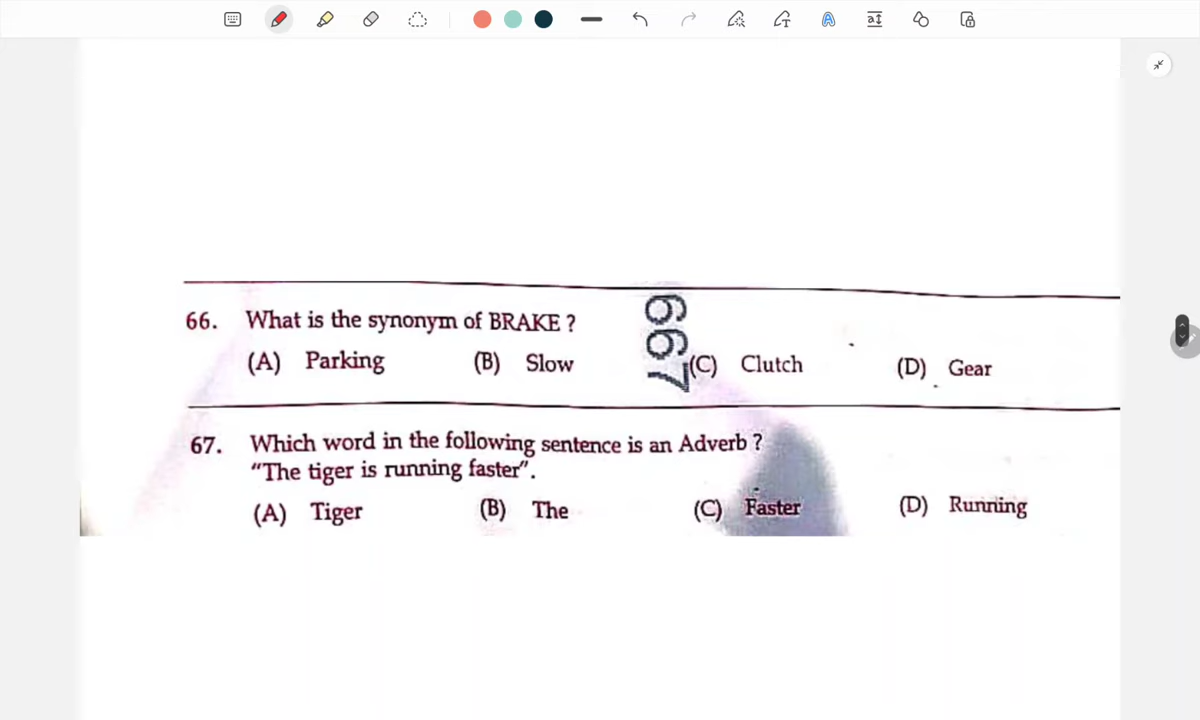 66. What is the synonym of BRAKE ?
(A) Parking (B) Slow (C) Clutch (D) Gear
667
67. Which word in the following sentence is an Adverb ?
"The tiger is running faster".
(A) Tiger (B) The (C) Faster (D) Running